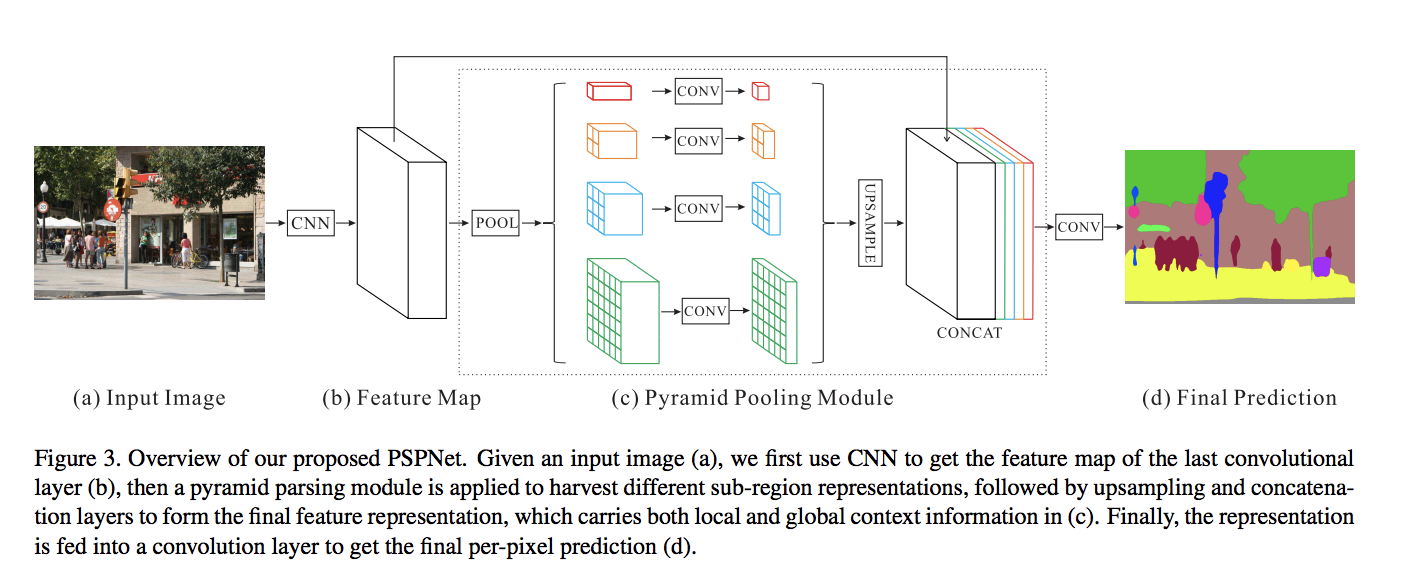 CNN
POOL
CONV
CONV
CONV
CONV
UPSAMPLE
CONCAT
CONV
(a) Input Image
(b) Feature Map
(c) Pyramid Pooling Module
(d) Final Prediction
Figure 3. Overview of our proposed PSPNet. Given an input image (a), we first use CNN to get the feature map of the last convolutional
layer (b), then a pyramid parsing module is applied to harvest different sub-region representations, followed by upsampling and concatena-
tion layers to form the final feature representation, which carries both local and global context information in (c). Finally, the representation
is fed into a convolution layer to get the final per-pixel prediction (d).